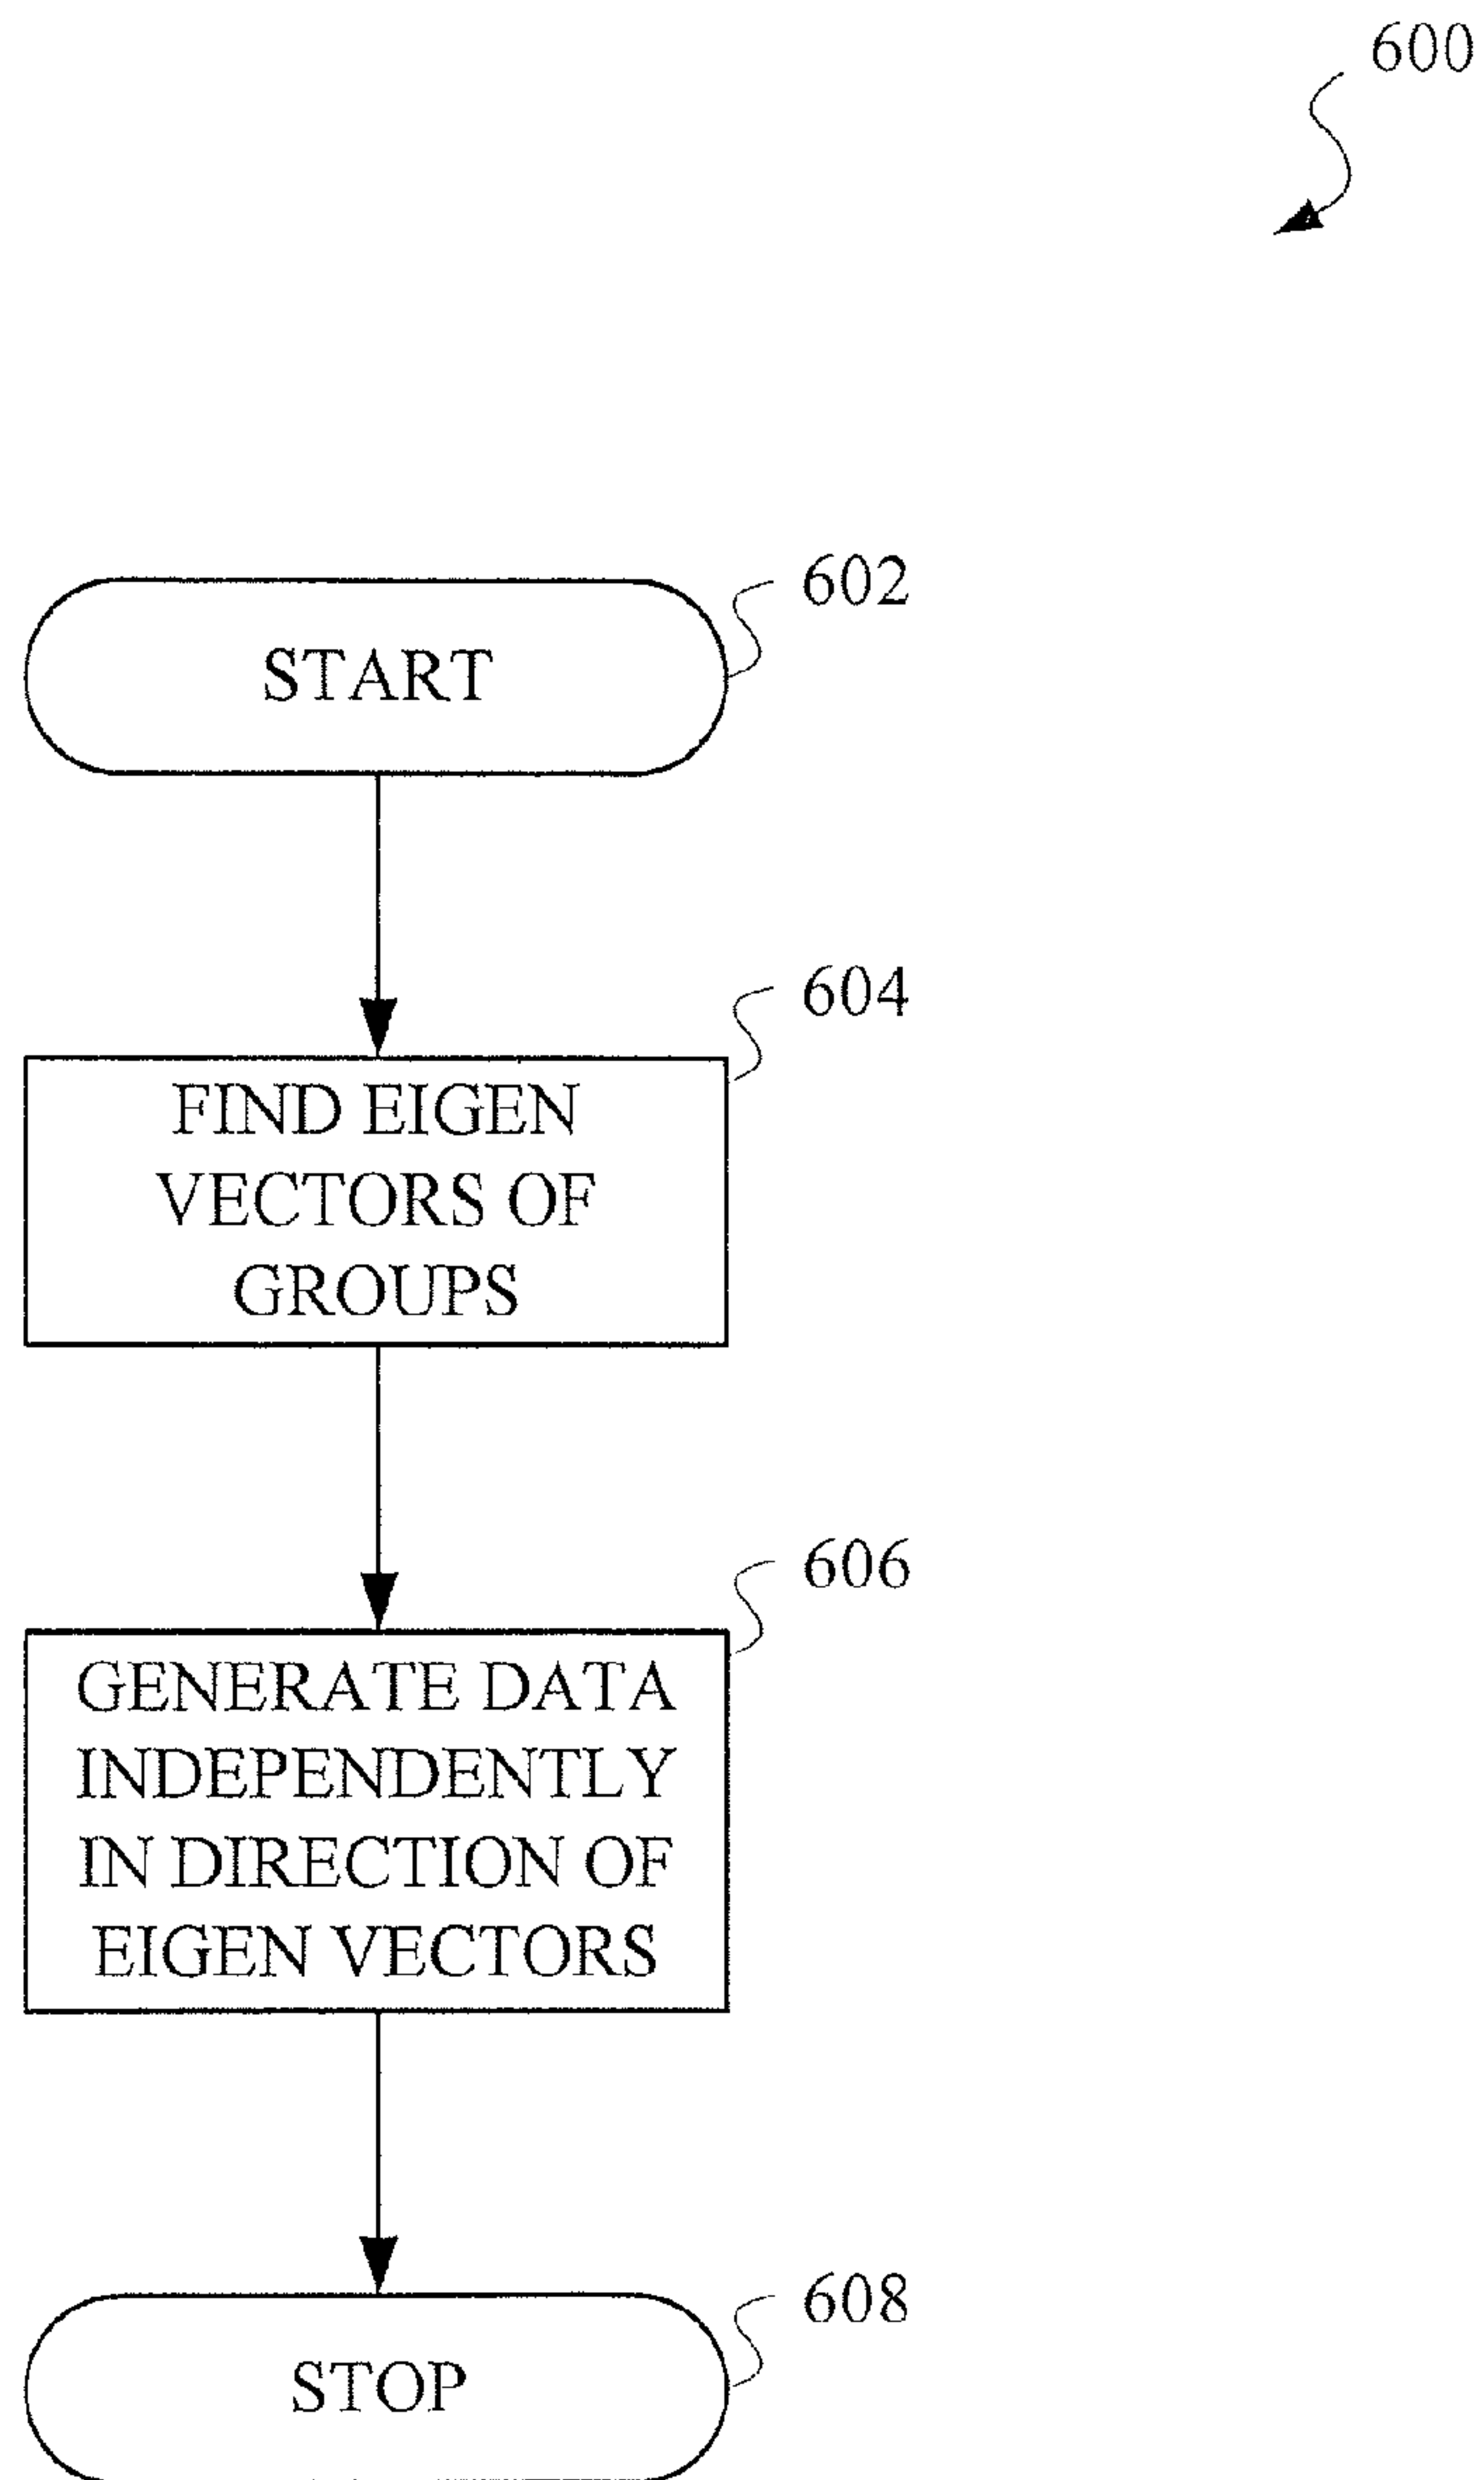 600
602
START
604
FIND EIGEN
VECTORS OF
GROUPS
606
GENERATE DATA
INDEPENDENTLY
IN DIRECTION OF
EIGEN VECTORS
608
STOP